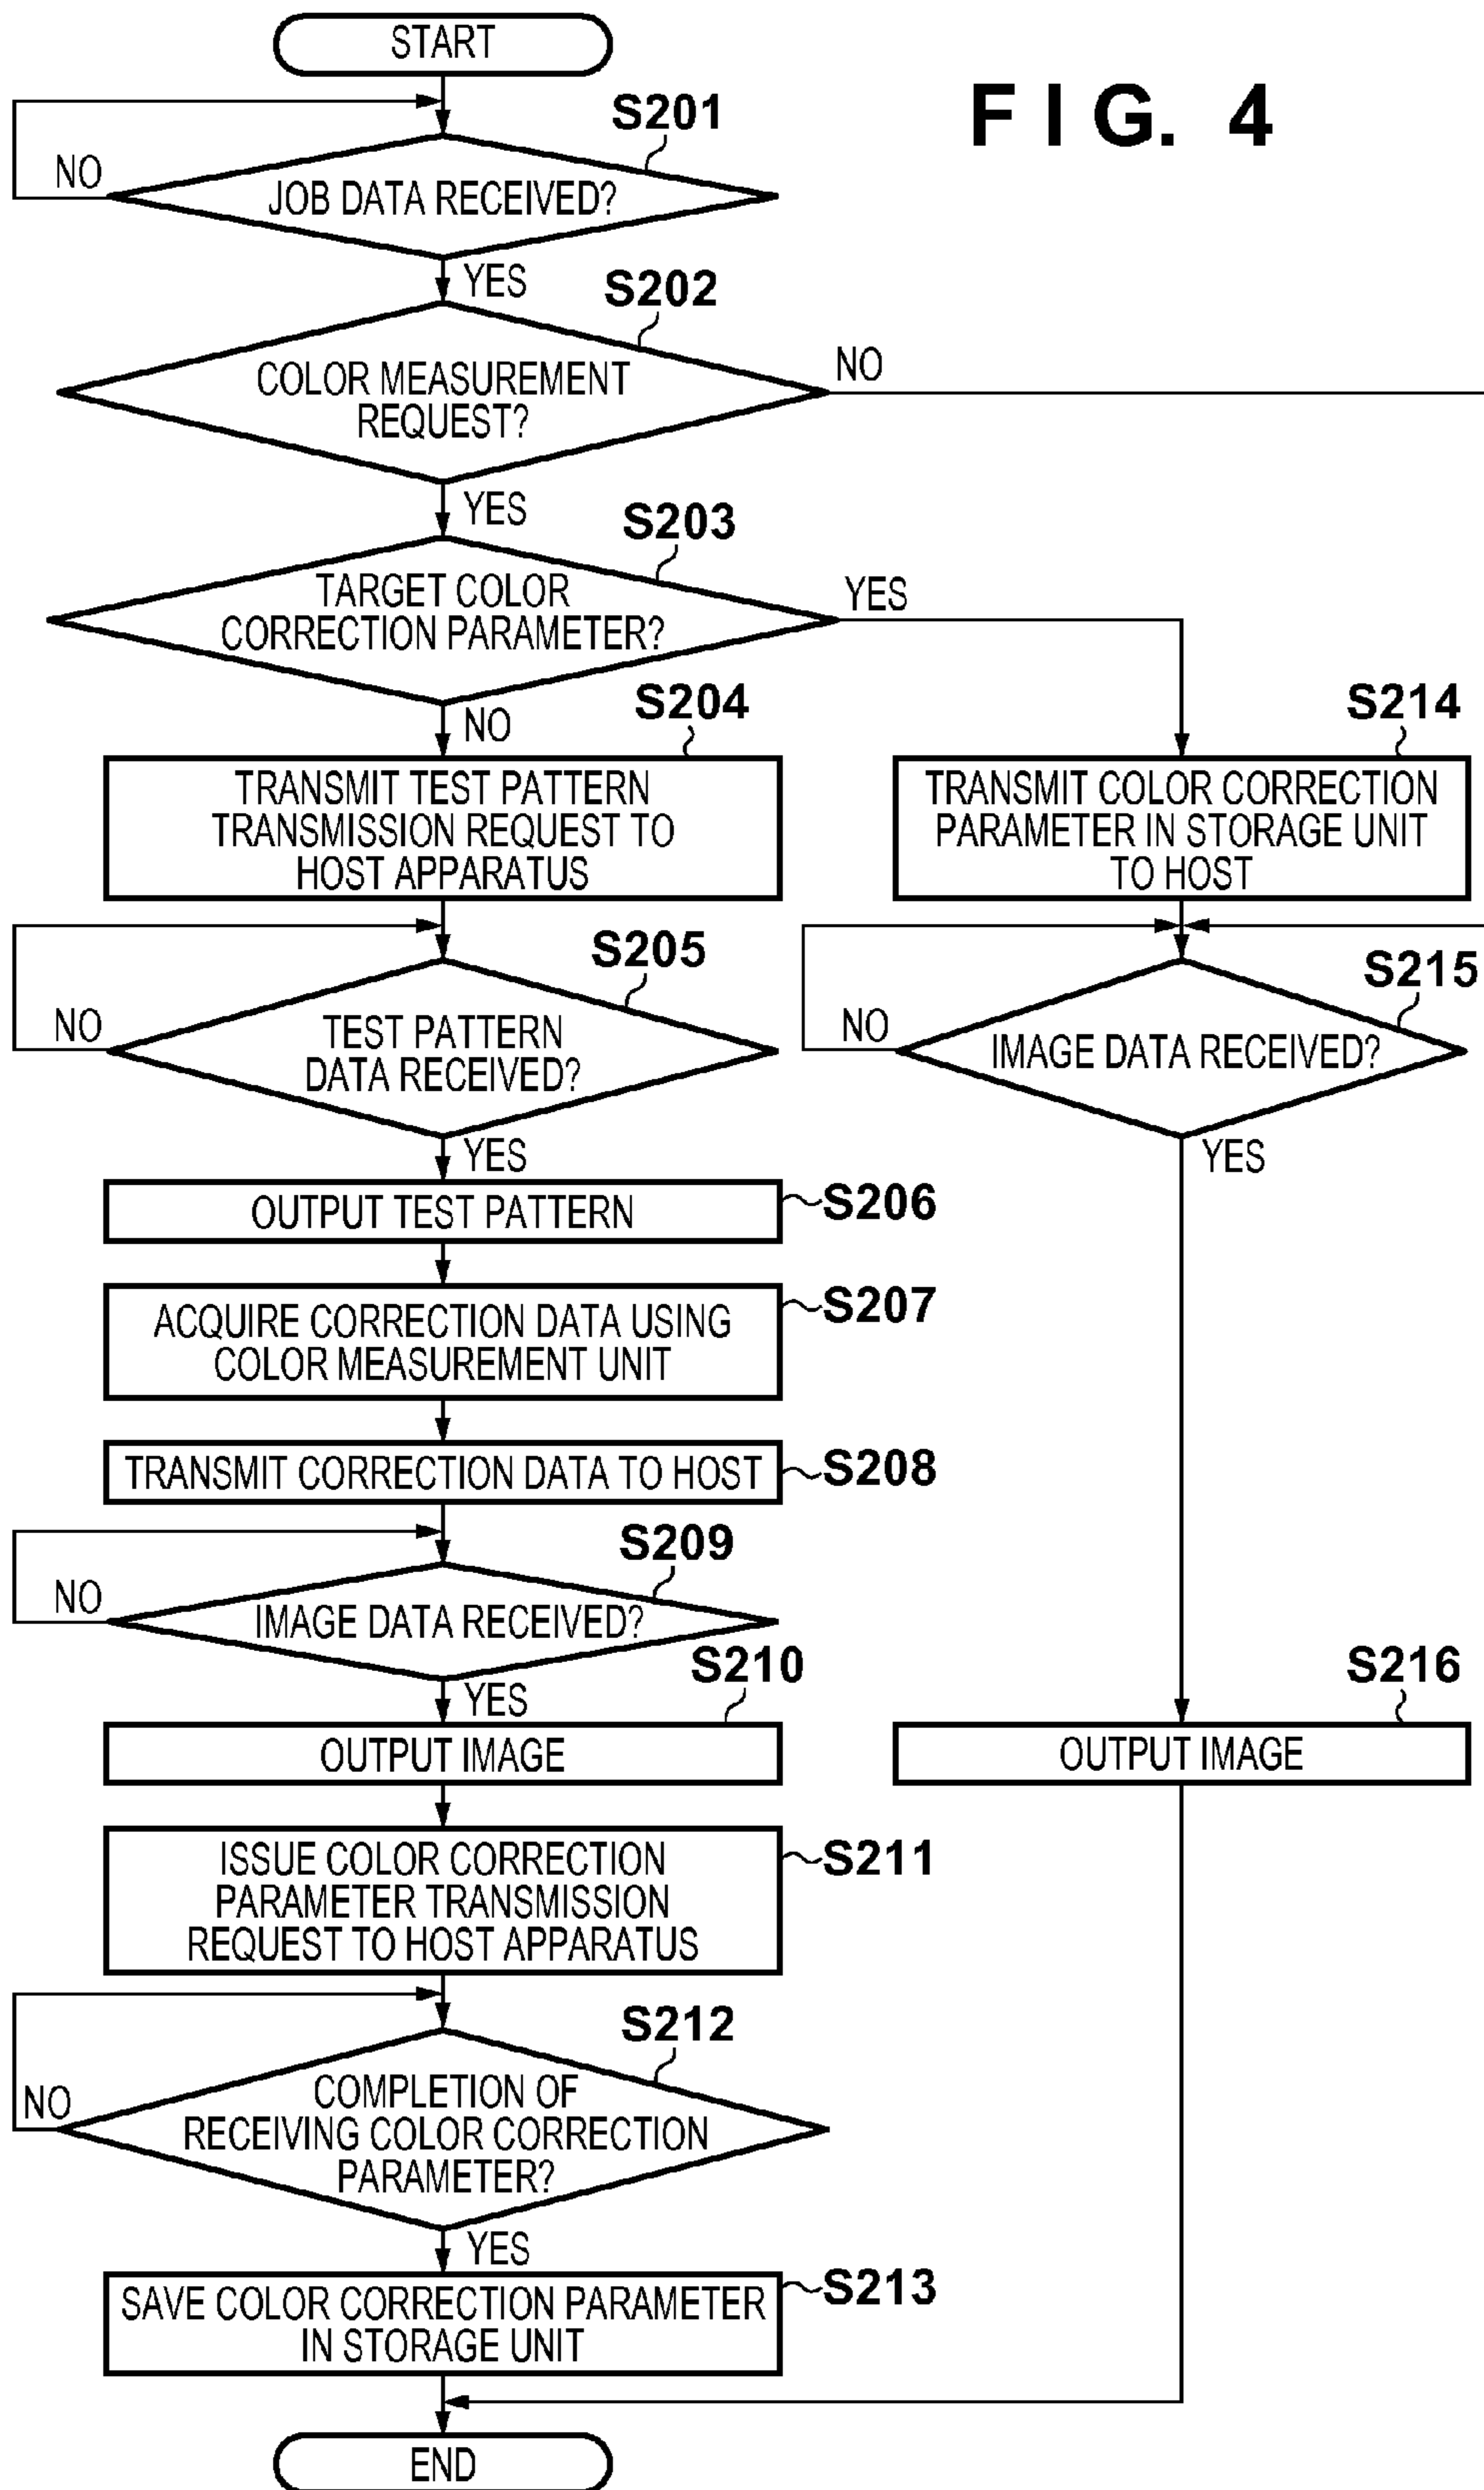 START
FIG. 4
S201
NO
JOB DATA RECEIVED?
YES
S202
COLOR MEASUREMENT
REQUEST?
NO
YES
S203
TARGET COLOR
CORRECTION PARAMETER?
YES
NO
S204
TRANSMIT TEST PATTERN
TRANSMISSION REQUEST TO
HOST APPARATUS
S214
TRANSMIT COLOR CORRECTION
PARAMETER IN STORAGE UNIT
TO HOST
S205
NO
TEST PATTERN
DATA RECEIVED?
YES
S215
NO
IMAGE DATA RECEIVED?
YES
OUTPUT TEST PATTERN
S206
ACQUIRE CORRECTION DATA USING
COLOR MEASUREMENT UNIT
S207
TRANSMIT CORRECTION DATA TO HOST
S208
S209
NO
IMAGE DATA RECEIVED?
YES
S210
OUTPUT IMAGE
S216
OUTPUT IMAGE
ISSUE COLOR CORRECTION
PARAMETER TRANSMISSION
REQUEST TO HOST APPARATUS
S211
S212
NO
COMPLETION OF
RECEIVING COLOR CORRECTION
PARAMETER?
YES
SAVE COLOR CORRECTION PARAMETER
IN STORAGE UNIT
S213
END